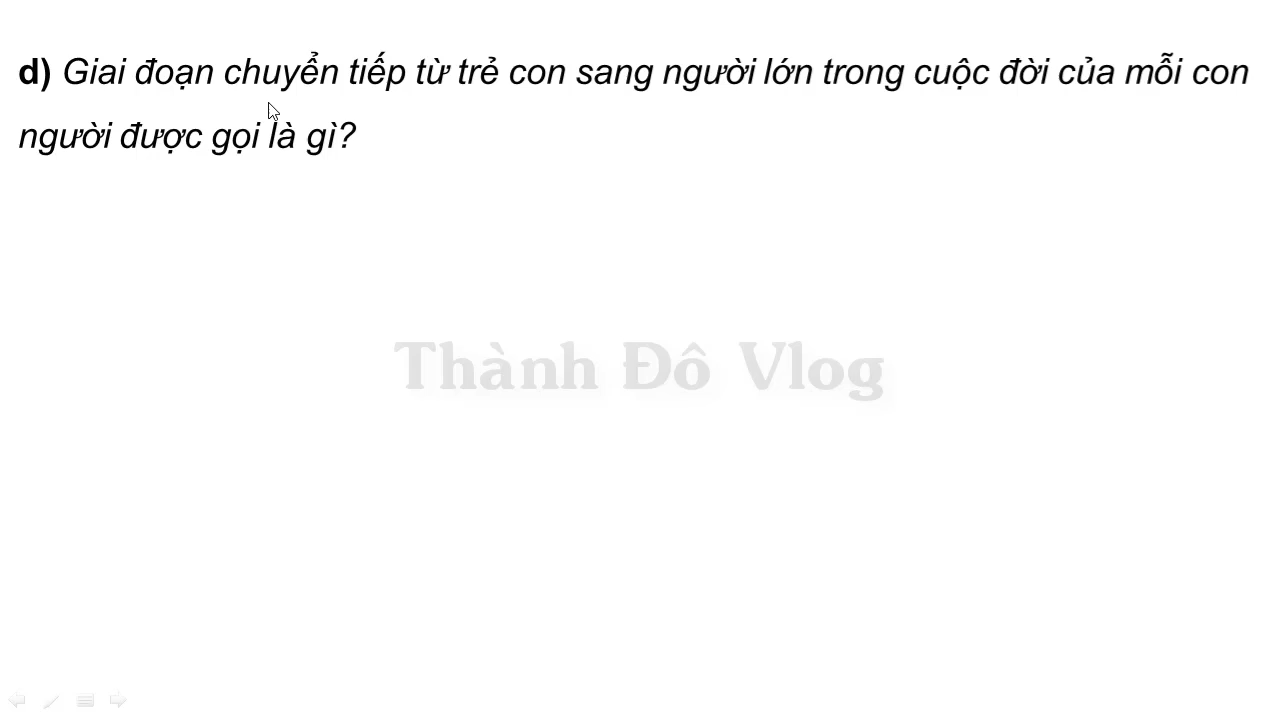 d) Giai đoạn chuyển tiếp từ trẻ con sang người lớn trong cuộc đời của mỗi con
người được gọi là gì?
Thành Đô Vlog